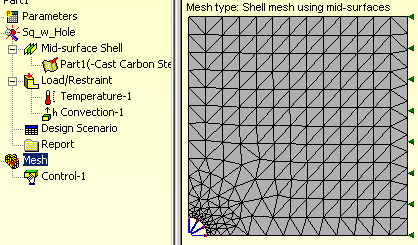 Part1
Mesh type: Shell mesh using mid-surfaces
Parameters
Sq_w_Hole
Mid-surface Shell
Part1(-Cast Carbon Ste
Load/Restraint
Temperature-1
Convection-1
Design Scenario
Report
Mesh
Control-1